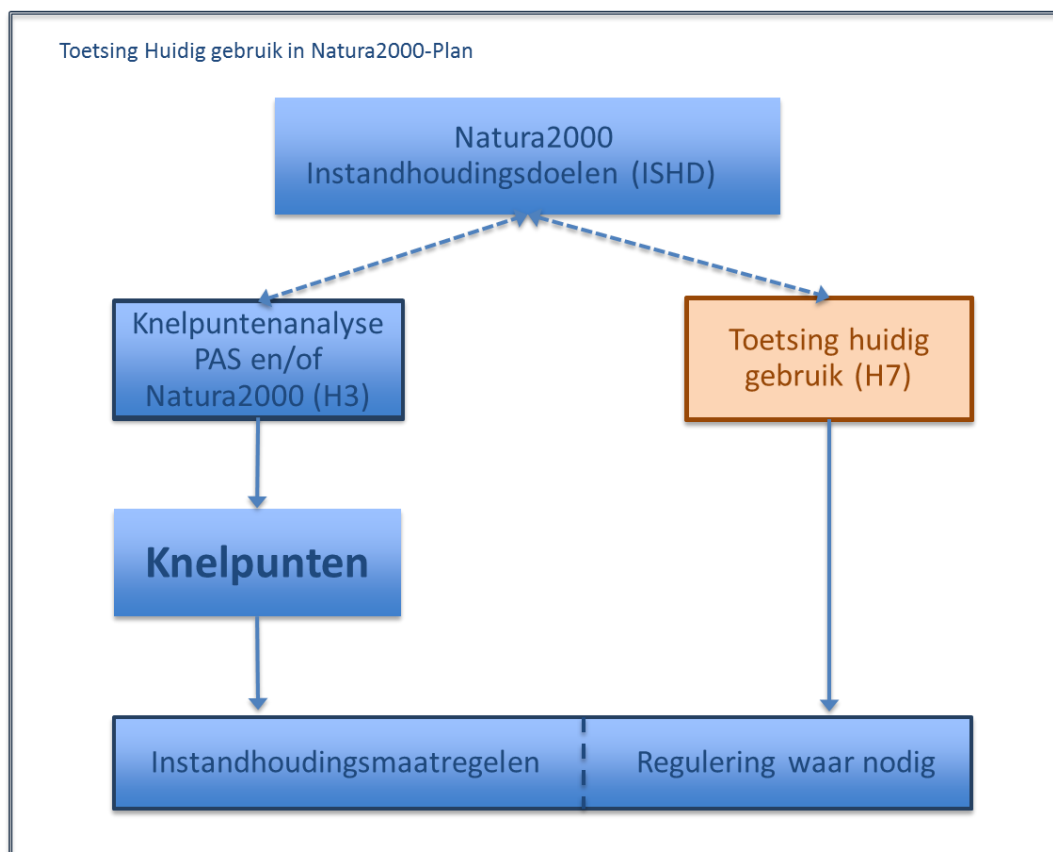 Toetsing Huidig gebruik in Natura2000-Plan
Natura2000
Instandhoudingsdoelen (ISHD)
Knelpuntenanalyse
PAS en/of
Natura2000 (H3)
Toetsing huidig
gebruik (H7)
Knelpunten
Instandhoudingsmaatregelen
Regulering waar nodig